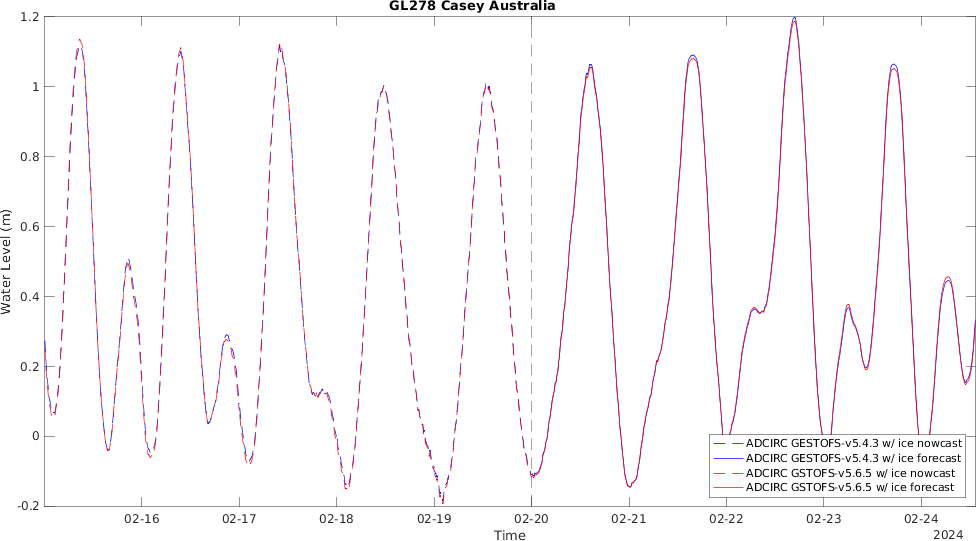 GL278 Casey Australia
1.2
1
0.8
0.6
0.4
0.2
0
-0.2
Water Level (m)
02-16 02-17 02-18 02-19 02-20 02-21 02-22 02-23 02-24
Time
2024
ADCIRC GESTOFS-v5.4.3 w/ ice nowcast
ADCIRC GESTOFS-v5.4.3 w/ ice forecast
ADCIRC GSTOFS-v5.6.5 w/ ice nowcast
ADCIRC GSTOFS-v5.6.5 w/ ice forecast